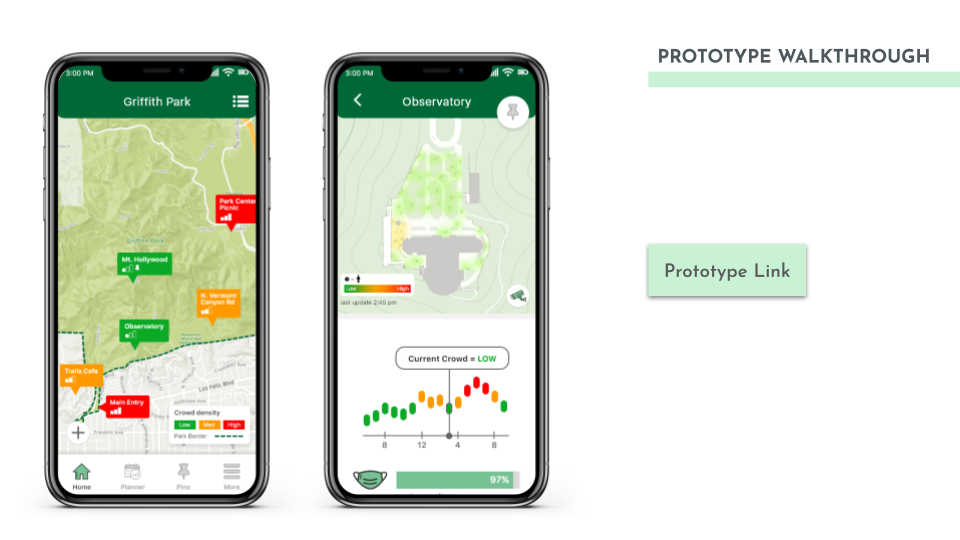 PROTOTYPE WALKTHROUGH
3:00 PM
Griffith Park
Park Center
Picnic
Griffith Park
Mt. Hollywood
N. Vermont
Canyon Rd
Observatory
Trails Cafe
Los Feliz Blvd
Main Entry
Crowd density
Low Med High
Park Border
Home Planner Pins More
3:00 PM
Observatory
Low High
last update 2:45 pm
Current Crowd = LOW
8 12 4 8
97%
Prototype Link